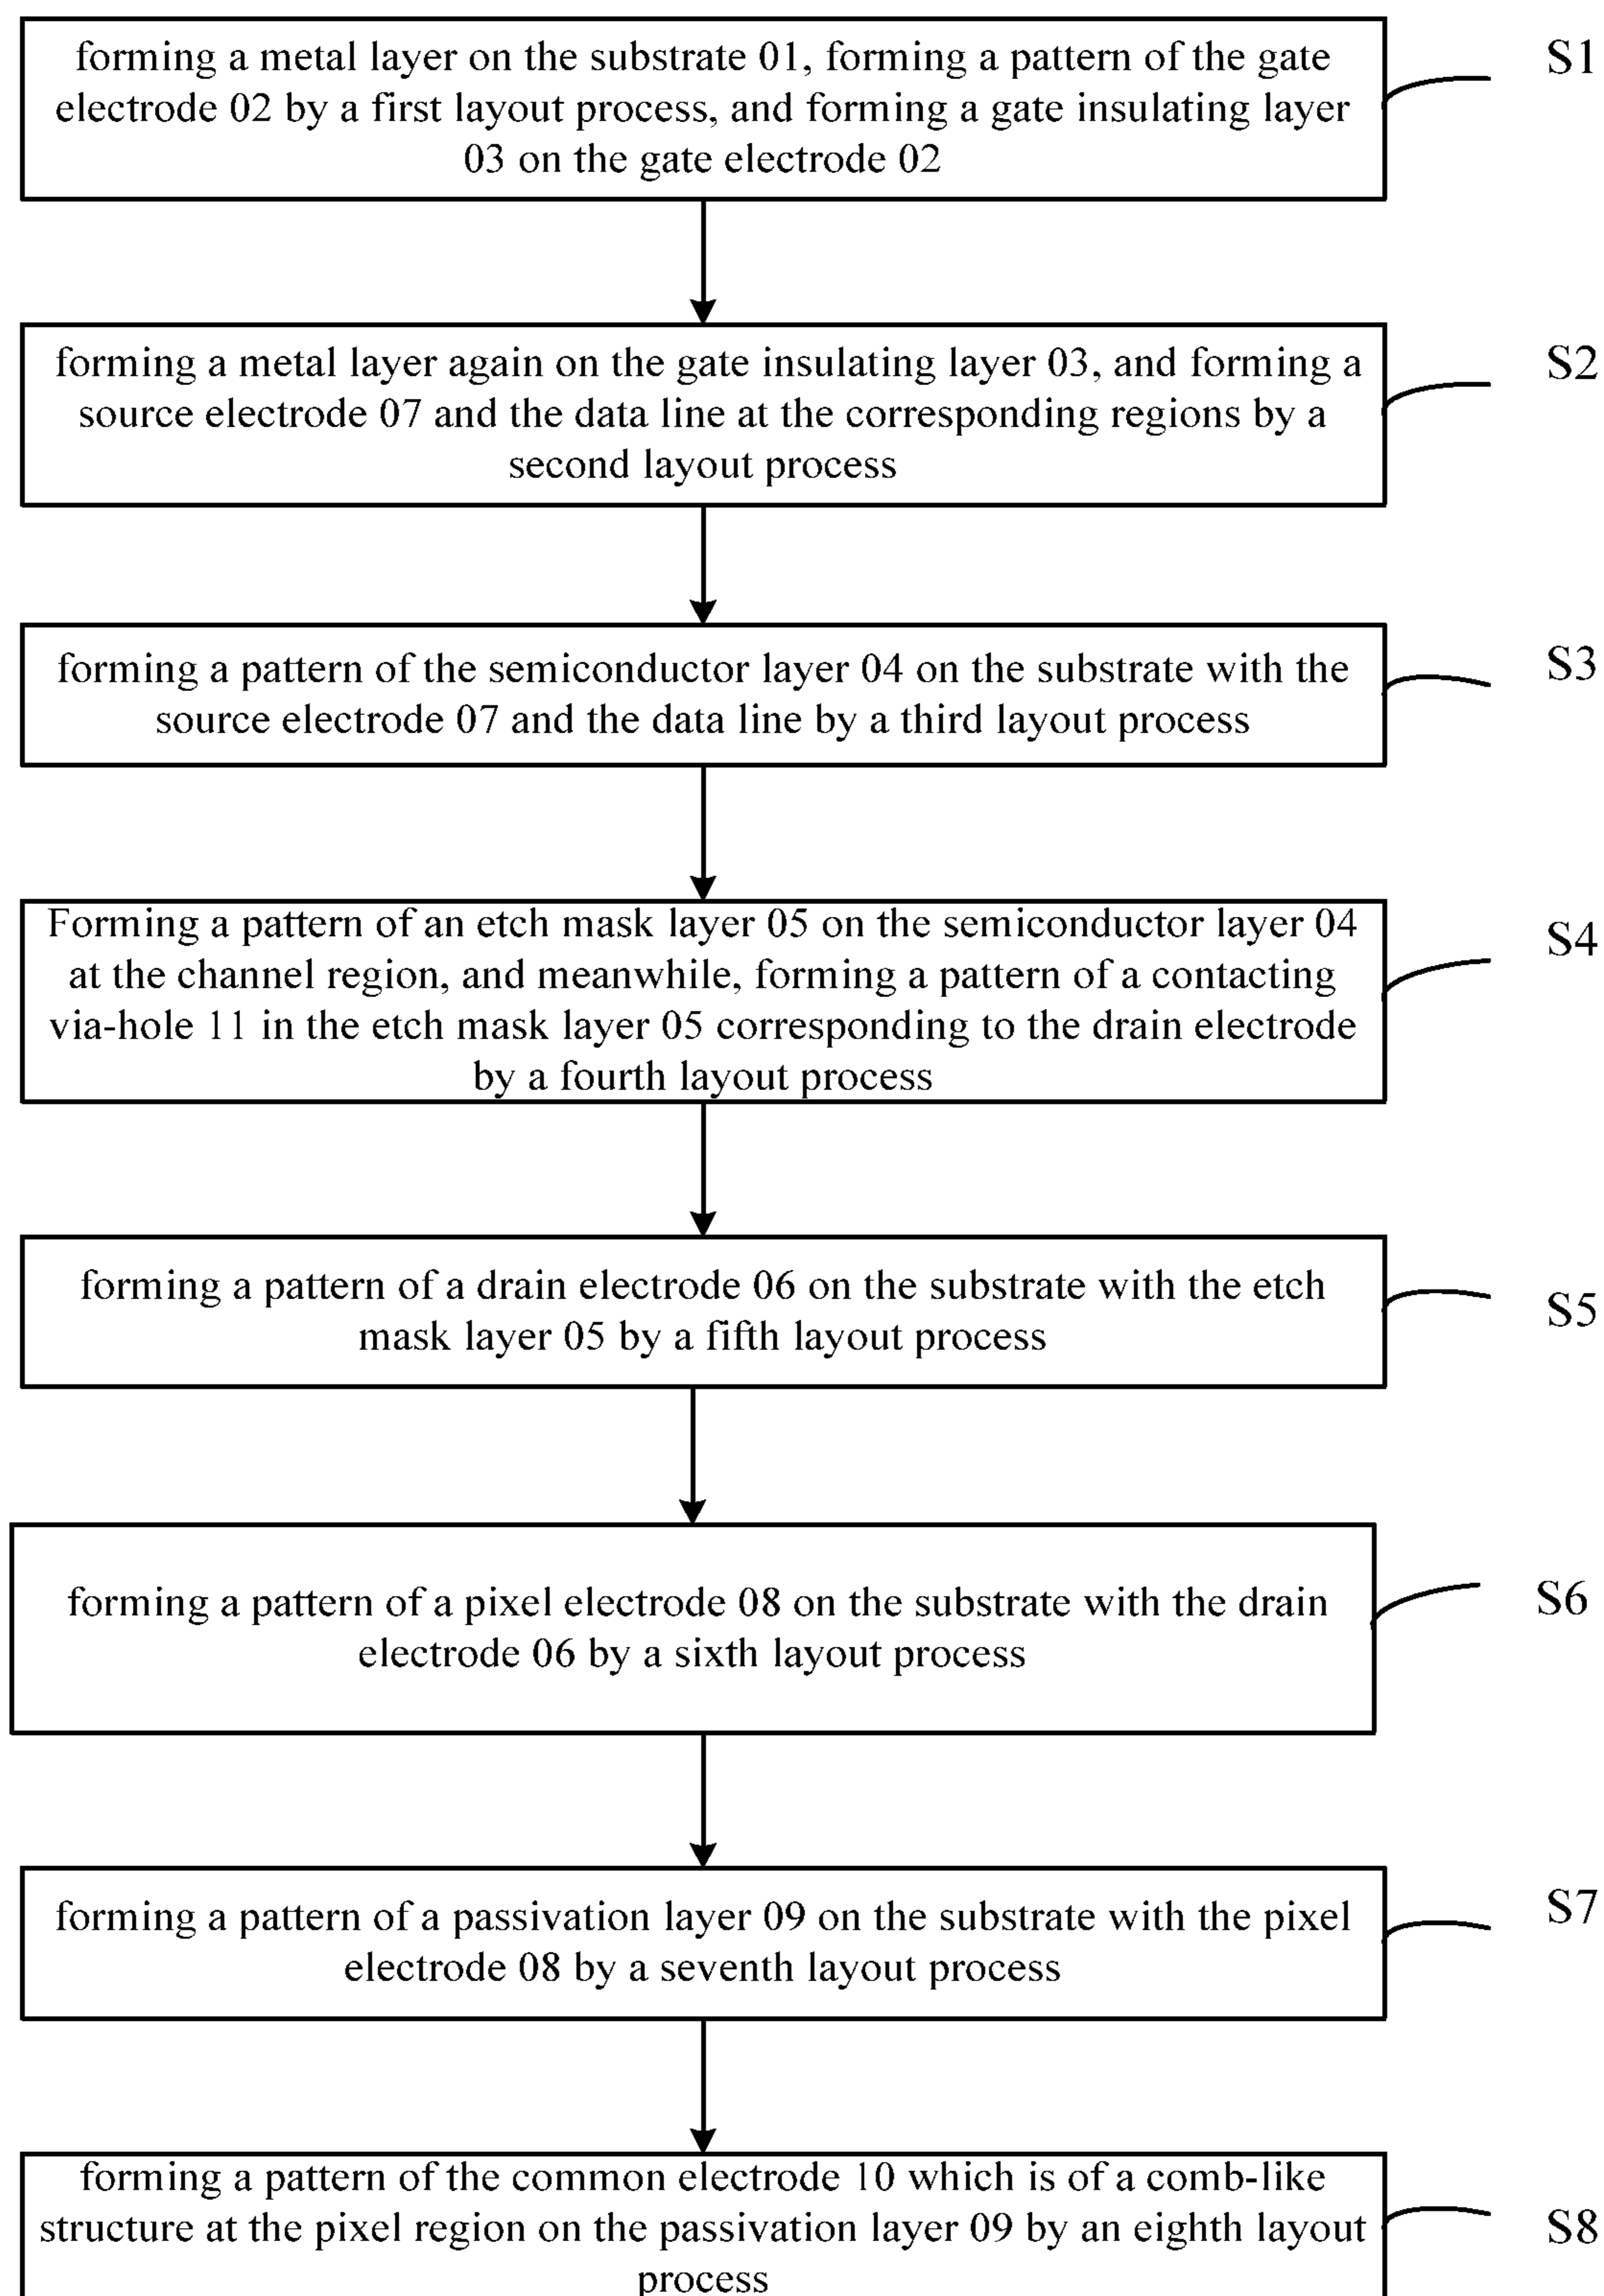 forming a metal layer on the substrate 01, forming a pattern of the gate
electrode 02 by a first layout process, and forming a gate insulating layer
03 on the gate electrode 02
S1
forming a metal layer again on the gate insulating layer 03, and forming a
source electrode 07 and the data line at the corresponding regions by a
second layout process
S2
forming a pattern of the semiconductor layer 04 on the substrate with the
source electrode 07 and the data line by a third layout process
S3
Forming a pattern of an etch mask layer 05 on the semiconductor layer 04
at the channel region, and meanwhile, forming a pattern of a contacting
via-hole 11 in the etch mask layer 05 corresponding to the drain electrode
by a fourth layout process
S4
forming a pattern of a drain electrode 06 on the substrate with the etch
mask layer 05 by a fifth layout process
S5
forming a pattern of a pixel electrode 08 on the substrate with the drain
electrode 06 by a sixth layout process
S6
forming a pattern of a passivation layer 09 on the substrate with the pixel
electrode 08 by a seventh layout process
S7
forming a pattern of the common electrode 10 which is of a comb-like
structure at the pixel region on the passivation layer 09 by an eighth layout
process
S8